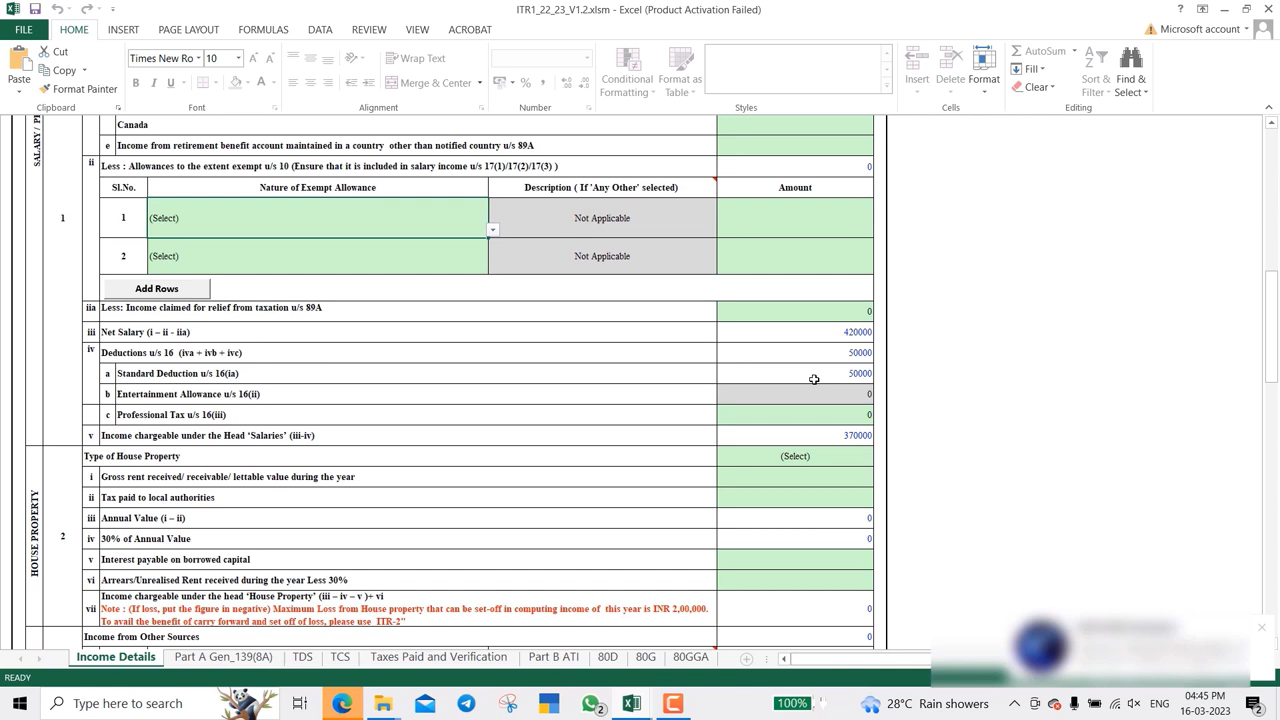 ITR1_22_23_V1.2.xlsm - Excel (Product Activation Failed)
FILE HOME INSERT PAGE LAYOUT FORMULAS DATA REVIEW VIEW ACROBAT Microsoft account
Cut
Copy
Format Painter
Paste
Clipboard
Times New Ro 10
B I U
Font
Wrap Text
Merge & Center
Alignment
%
Number
Conditional Formatting
Format as Table
Styles
Insert Delete Format
Cells
AutoSum
Fill
Clear
Sort & Filter
Find & Select
Editing
SALARY / PE
Canada
e Income from retirement benefit account maintained in a country other than notified country u/s 89A
ii Less : Allowances to the extent exempt u/s 10 (Ensure that it is included in salary income u/s 17(1)/17(2)/17(3) ) 0
Sl.No. Nature of Exempt Allowance Description ( If 'Any Other' selected) Amount
1
1 (Select) Not Applicable
2 (Select) Not Applicable
Add Rows
iia Less: Income claimed for relief from taxation u/s 89A 0
iii Net Salary (i – ii - iia) 420000
iv Deductions u/s 16 (iva + ivb + ivc) 50000
a Standard Deduction u/s 16(ia) 50000
b Entertainment Allowance u/s 16(ii) 0
c Professional Tax u/s 16(iii) 0
v Income chargeable under the Head ‘Salaries’ (iii-iv) 370000
HOUSE PROPERTY
2
Type of House Property (Select)
i Gross rent received/ receivable/ lettable value during the year
ii Tax paid to local authorities
iii Annual Value (i – ii) 0
iv 30% of Annual Value 0
v Interest payable on borrowed capital
vi Arrears/Unrealised Rent received during the year Less 30%
Income chargeable under the head ‘House Property’ (iii – iv – v )+ vi
vii Note : (If loss, put the figure in negative) Maximum Loss from House property that can be set-off in computing income of this year is INR 2,00,000. 0
To avail the benefit of carry forward and set off of loss, please use ITR-2"
Income from Other Sources 0
Income Details Part A Gen_139(8A) TDS TCS Taxes Paid and Verification Part B ATI 80D 80G 80GGA
READY
Type here to search
2
100%
28°C Rain showers
ENG
04:45 PM
16-03-2023
2